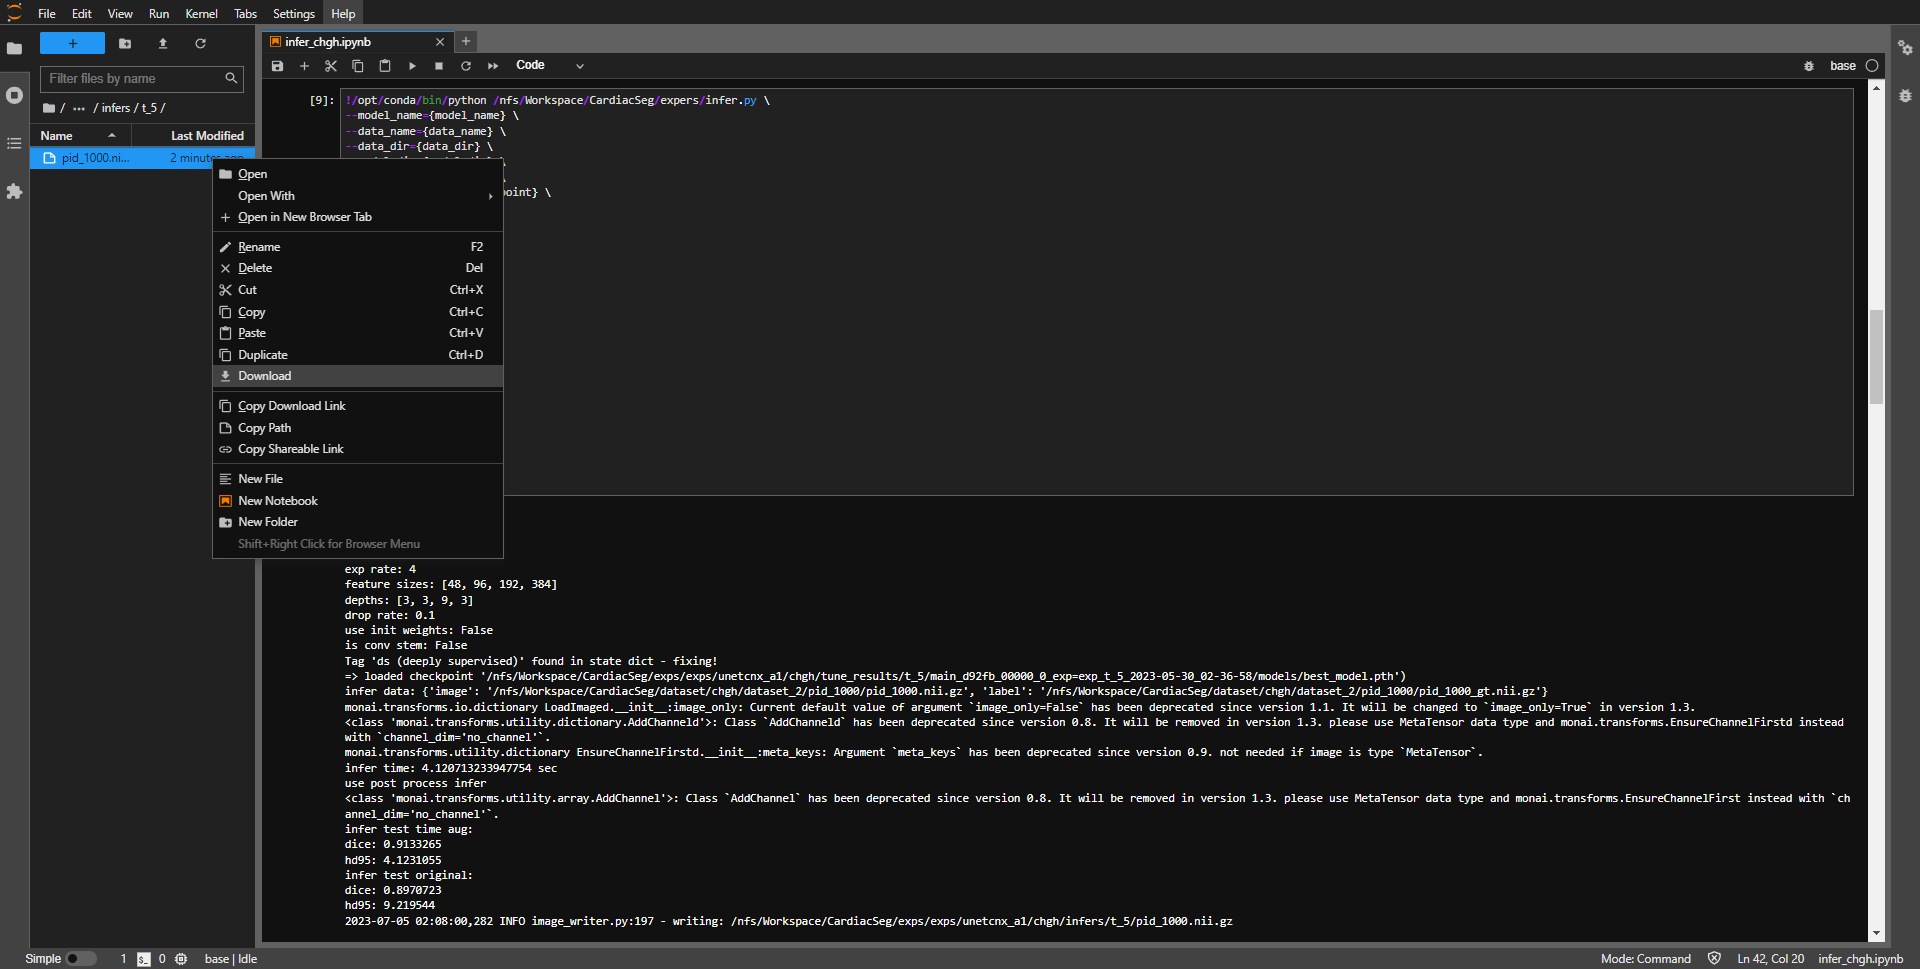 File Edit View Run Kernel Tabs Settings Help
+
Filter files by name
/ ··· / infers / t_5 /
Name Last Modified
pid_1000.ni... 2 minutes ago
Open
Open With
Open in New Browser Tab
Rename F2
Delete Del
Cut Ctrl+X
Copy Ctrl+C
Paste Ctrl+V
Duplicate Ctrl+D
Download
Copy Download Link
Copy Path
Copy Shareable Link
New File
New Notebook
New Folder
Shift+Right Click for Browser Menu
infer_chgh.ipynb
Code
base
[9]: !/opt/conda/bin/python /nfs/Workspace/CardiacSeg/expers/infer.py \
--model_name={model_name} \
--data_name={data_name} \
--data_dir={data_dir} \
\
\
point} \
exp rate: 4
feature sizes: [48, 96, 192, 384]
depths: [3, 3, 9, 3]
drop rate: 0.1
use init weights: False
is conv stem: False
Tag 'ds (deeply supervised)' found in state dict - fixing!
=> loaded checkpoint '/nfs/Workspace/CardiacSeg/exps/exps/unetcnx_a1/chgh/tune_results/t_5/main_d92fb_00000_0_exp=exp_t_5_2023-05-30_02-36-58/models/best_model.pth')
infer data: {'image': '/nfs/Workspace/CardiacSeg/dataset/chgh/dataset_2/pid_1000/pid_1000.nii.gz', 'label': '/nfs/Workspace/CardiacSeg/dataset/chgh/dataset_2/pid_1000/pid_1000_gt.nii.gz'}
monai.transforms.io.dictionary LoadImaged.__init__:image_only: Current default value of argument `image_only=False` has been deprecated since version 1.1. It will be changed to `image_only=True` in version 1.3.
<class 'monai.transforms.utility.dictionary.AddChanneld'>: Class `AddChanneld` has been deprecated since version 0.8. It will be removed in version 1.3. please use MetaTensor data type and monai.transforms.EnsureChannelFirstd instead
with `channel_dim='no_channel'`.
monai.transforms.utility.dictionary EnsureChannelFirstd.__init__:meta_keys: Argument `meta_keys` has been deprecated since version 0.9. not needed if image is type `MetaTensor`.
infer time: 4.120713233947754 sec
use post process infer
<class 'monai.transforms.utility.array.AddChannel'>: Class `AddChannel` has been deprecated since version 0.8. It will be removed in version 1.3. please use MetaTensor data type and monai.transforms.EnsureChannelFirst instead with `ch
annel_dim='no_channel'`.
infer test time aug:
dice: 0.9133265
hd95: 4.1231055
infer test original:
dice: 0.8970723
hd95: 9.219544
2023-07-05 02:08:00,282 INFO image_writer.py:197 - writing: /nfs/Workspace/CardiacSeg/exps/exps/unetcnx_a1/chgh/infers/t_5/pid_1000.nii.gz
Simple 1 0 base | Idle Mode: Command Ln 42, Col 20 infer_chgh.ipynb